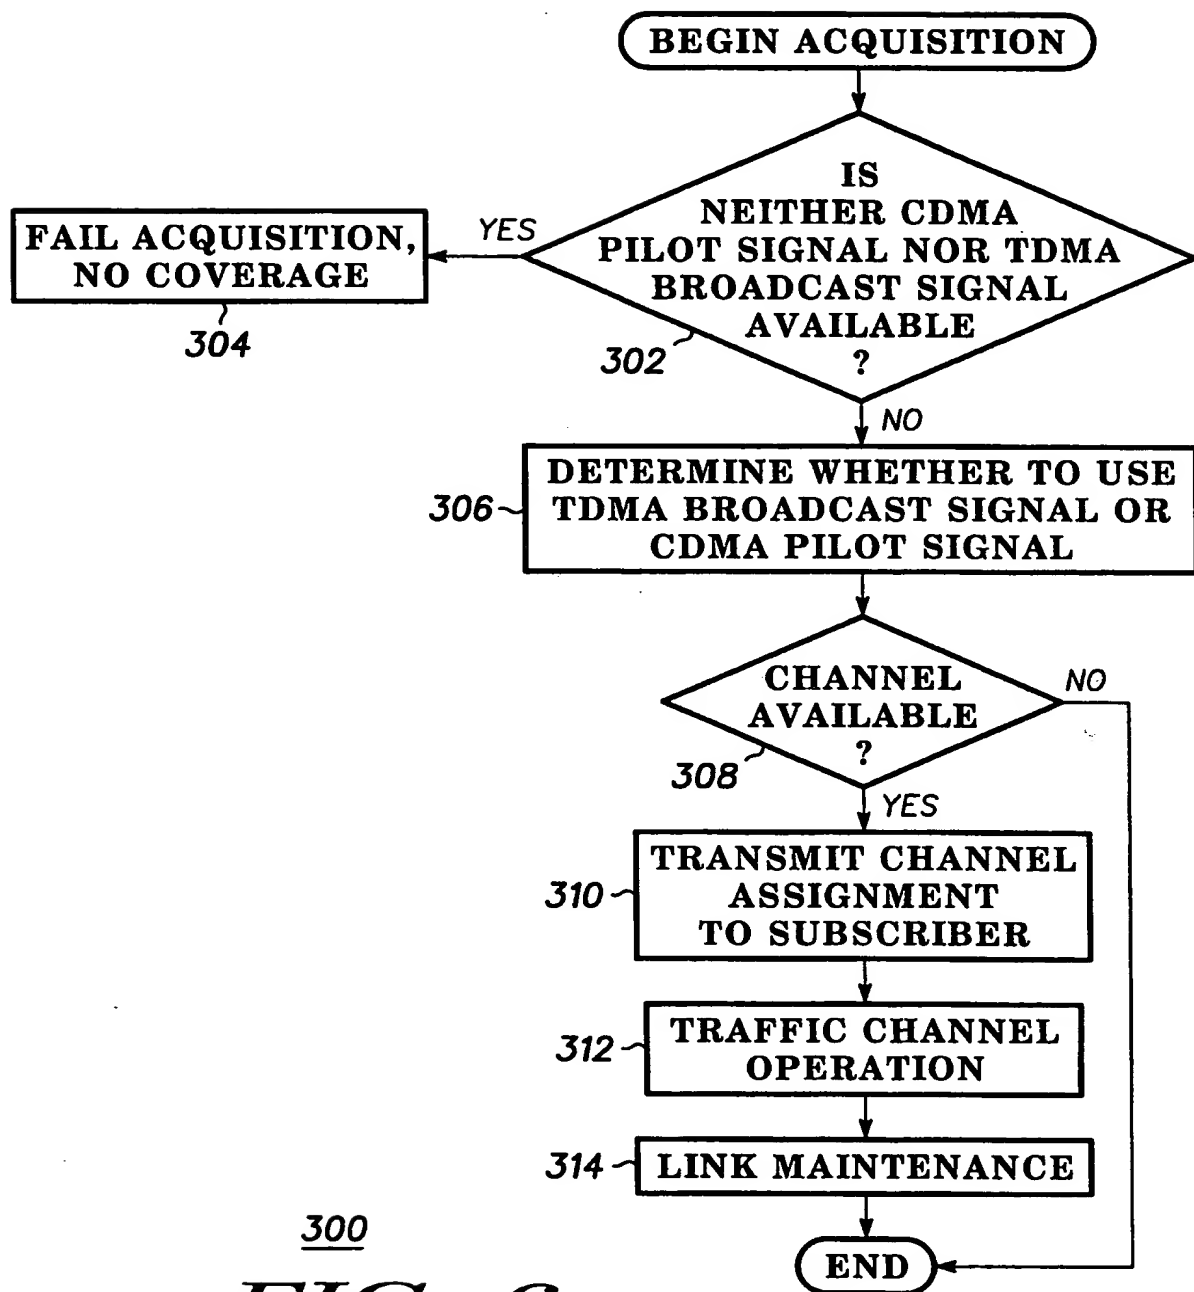 BEGIN ACQUISITION
IS
NEITHER CDMA
PILOT SIGNAL NOR TDMA
BROADCAST SIGNAL
AVAILABLE
?
302
YES
FAIL ACQUISITION,
NO COVERAGE
304
NO
DETERMINE WHETHER TO USE
TDMA BROADCAST SIGNAL OR
CDMA PILOT SIGNAL
306
CHANNEL
AVAILABLE
?
308
NO
YES
TRANSMIT CHANNEL
ASSIGNMENT
TO SUBSCRIBER
310
TRAFFIC CHANNEL
OPERATION
312
LINK MAINTENANCE
314
END
300